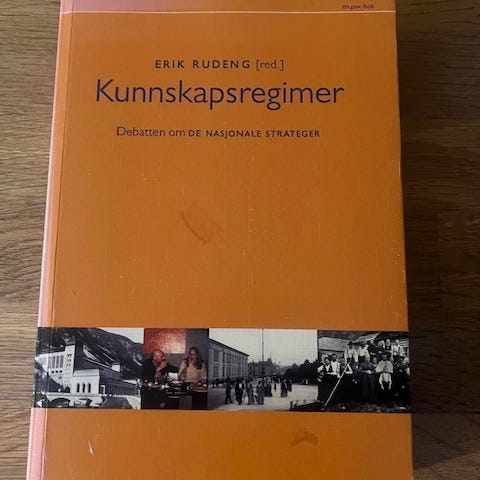 en pax-bok
ERIK RUDENG [red.]
Kunnskapsregimer
Debatten om DE NASJONALE STRATEGER